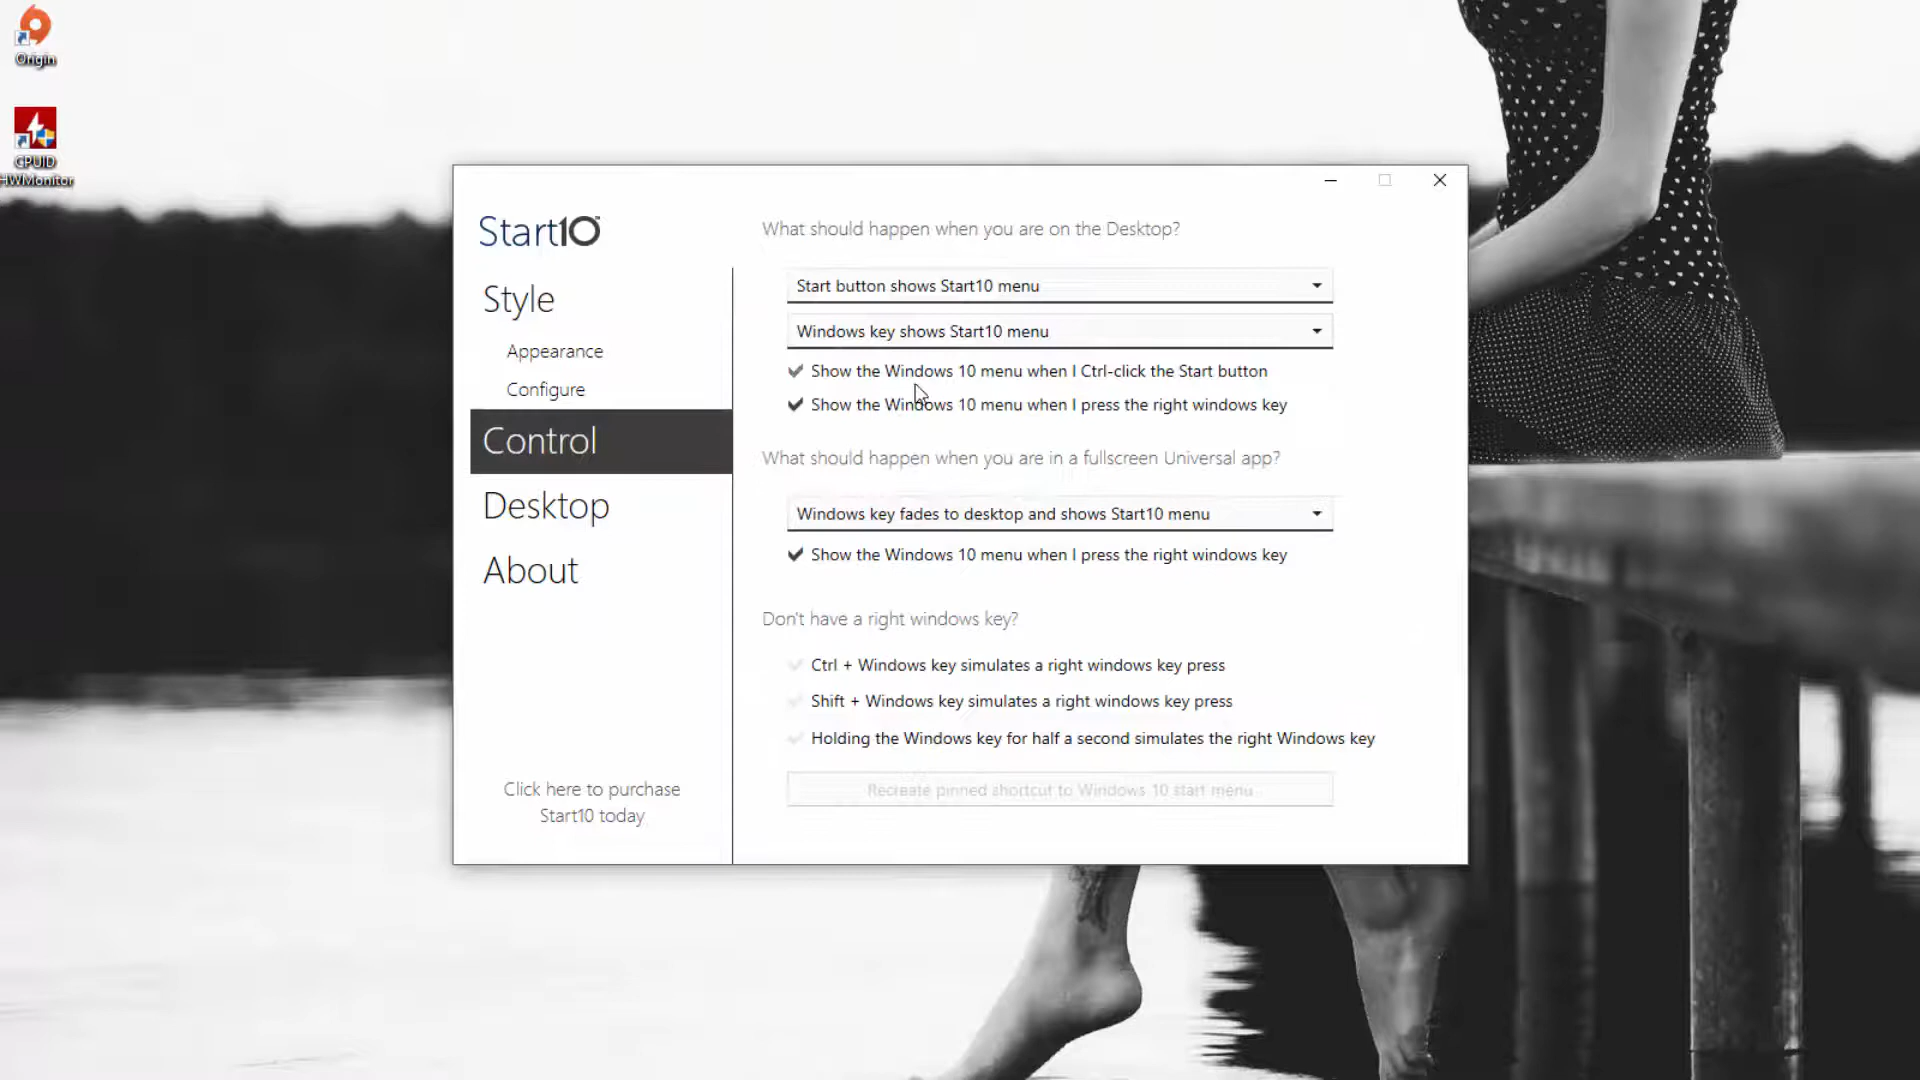 Origin
CPUID
HWMonitor
Start10
Style
Appearance
Configure
Control
Desktop
About
Click here to purchase
Start10 today
What should happen when you are on the Desktop?
Start button shows Start10 menu
Windows key shows Start10 menu
Show the Windows 10 menu when I Ctrl-click the Start button
Show the Windows 10 menu when I press the right windows key
What should happen when you are in a fullscreen Universal app?
Windows key fades to desktop and shows Start10 menu
Show the Windows 10 menu when I press the right windows key
Don't have a right windows key?
Ctrl + Windows key simulates a right windows key press
Shift + Windows key simulates a right windows key press
Holding the Windows key for half a second simulates the right Windows key
Recreate pinned shortcut to Windows 10 start menu